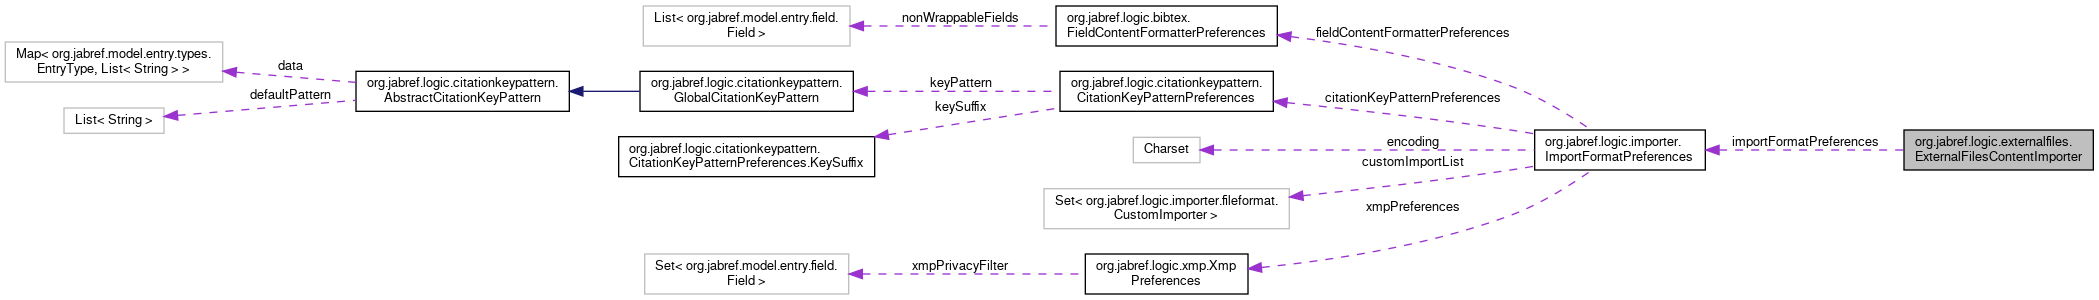 List< org.jabref.model.entry.field.
Field >
nonWrappableFields
org.jabref.logic.bibtex.
FieldContentFormatterPreferences
fieldContentFormatterPreferences
Map< org.jabref.model.entry.types.
EntryType, List< String > >
data
defaultPattern
List< String >
org.jabref.logic.citationkeypattern.
AbstractCitationKeyPattern
org.jabref.logic.citationkeypattern.
GlobalCitationKeyPattern
keyPattern
keySuffix
org.jabref.logic.citationkeypattern.
CitationKeyPatternPreferences
citationKeyPatternPreferences
org.jabref.logic.citationkeypattern.
CitationKeyPatternPreferences.KeySuffix
Charset
encoding
customImportList
org.jabref.logic.importer.
ImportFormatPreferences
importFormatPreferences
org.jabref.logic.externalfiles.
ExternalFilesContentImporter
Set< org.jabref.logic.importer.fileformat.
CustomImporter >
xmpPreferences
Set< org.jabref.model.entry.field.
Field >
xmpPrivacyFilter
org.jabref.logic.xmp.Xmp
Preferences